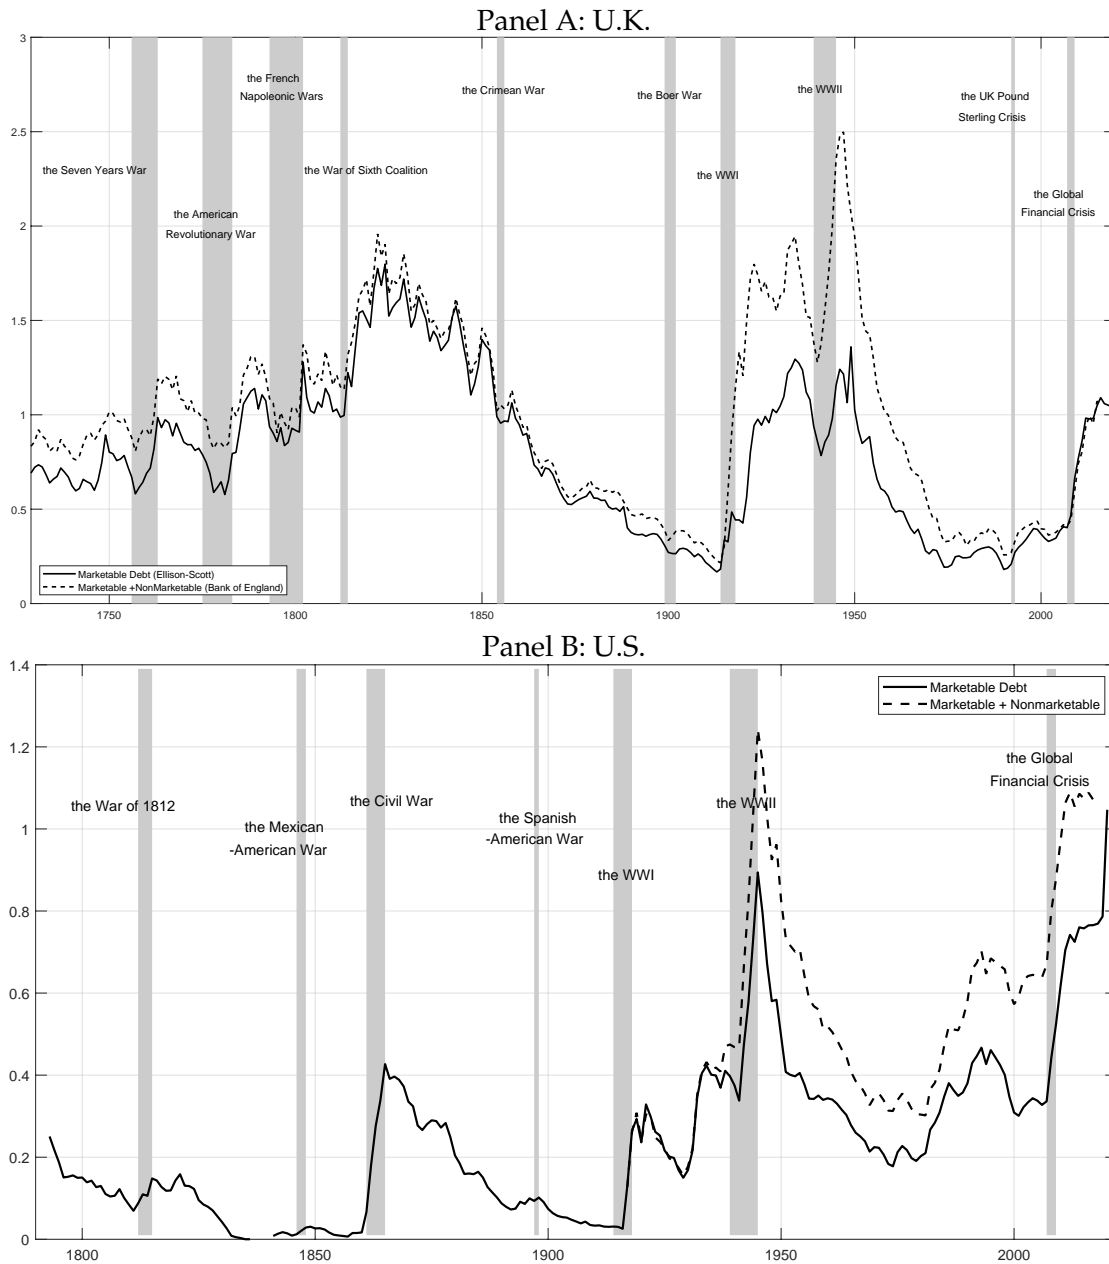 Panel A: U.K.
3
2.5
2
1.5
1
0.5
0
the French
Napoleonic Wars
the Crimean War
the Boer War
the WWII
the UK Pound
Sterling Crisis
the Seven Years War
the War of Sixth Coalition
the WWI
the Global
Financial Crisis
the American
Revolutionary War
Marketable Debt (Ellison-Scott)
Marketable +NonMarketable (Bank of England)
1750
1800
1850
1900
1950
2000
Panel B: U.S.
1.4
1.2
1
0.8
0.6
0.4
0.2
0
Marketable Debt
Marketable + Nonmarketable
the War of 1812
the Mexican
-American War
the Civil War
the Spanish
-American War
the WWI
the WWII
the Global
Financial Crisis
1800
1850
1900
1950
2000